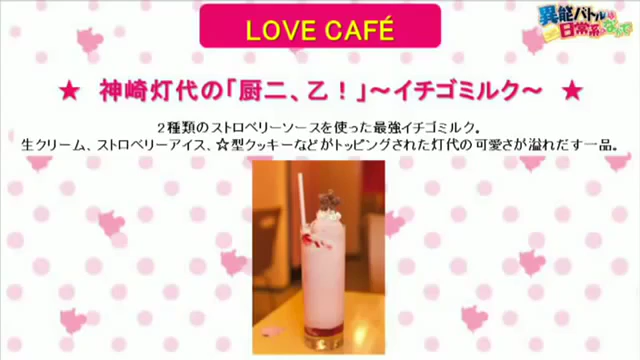 LOVE CAFÉ
異能バトルは
日常系のなかで
★ 神崎灯代の「厨二、乙！」～イチゴミルク～ ★
２種類のストロベリーソースを使った最強イチゴミルク。
生クリーム、ストロベリーアイス、☆型クッキーなどがトッピングされた灯代の可愛さが溢れだす一品。